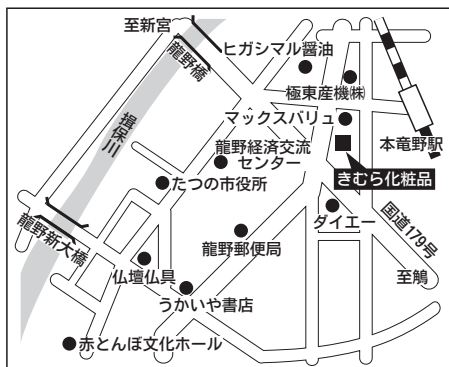 至新宮
ヒガシマル醤油
龍野橋
極東産機㈱
マックスバリュ
揖保川
龍野経済交流
センター
本竜野駅
きむら化粧品
たつの市役所
ダイエー
国道179号
龍野新大橋
龍野郵便局
仏壇仏具
至鵤
うかいや書店
赤とんぼ文化ホール